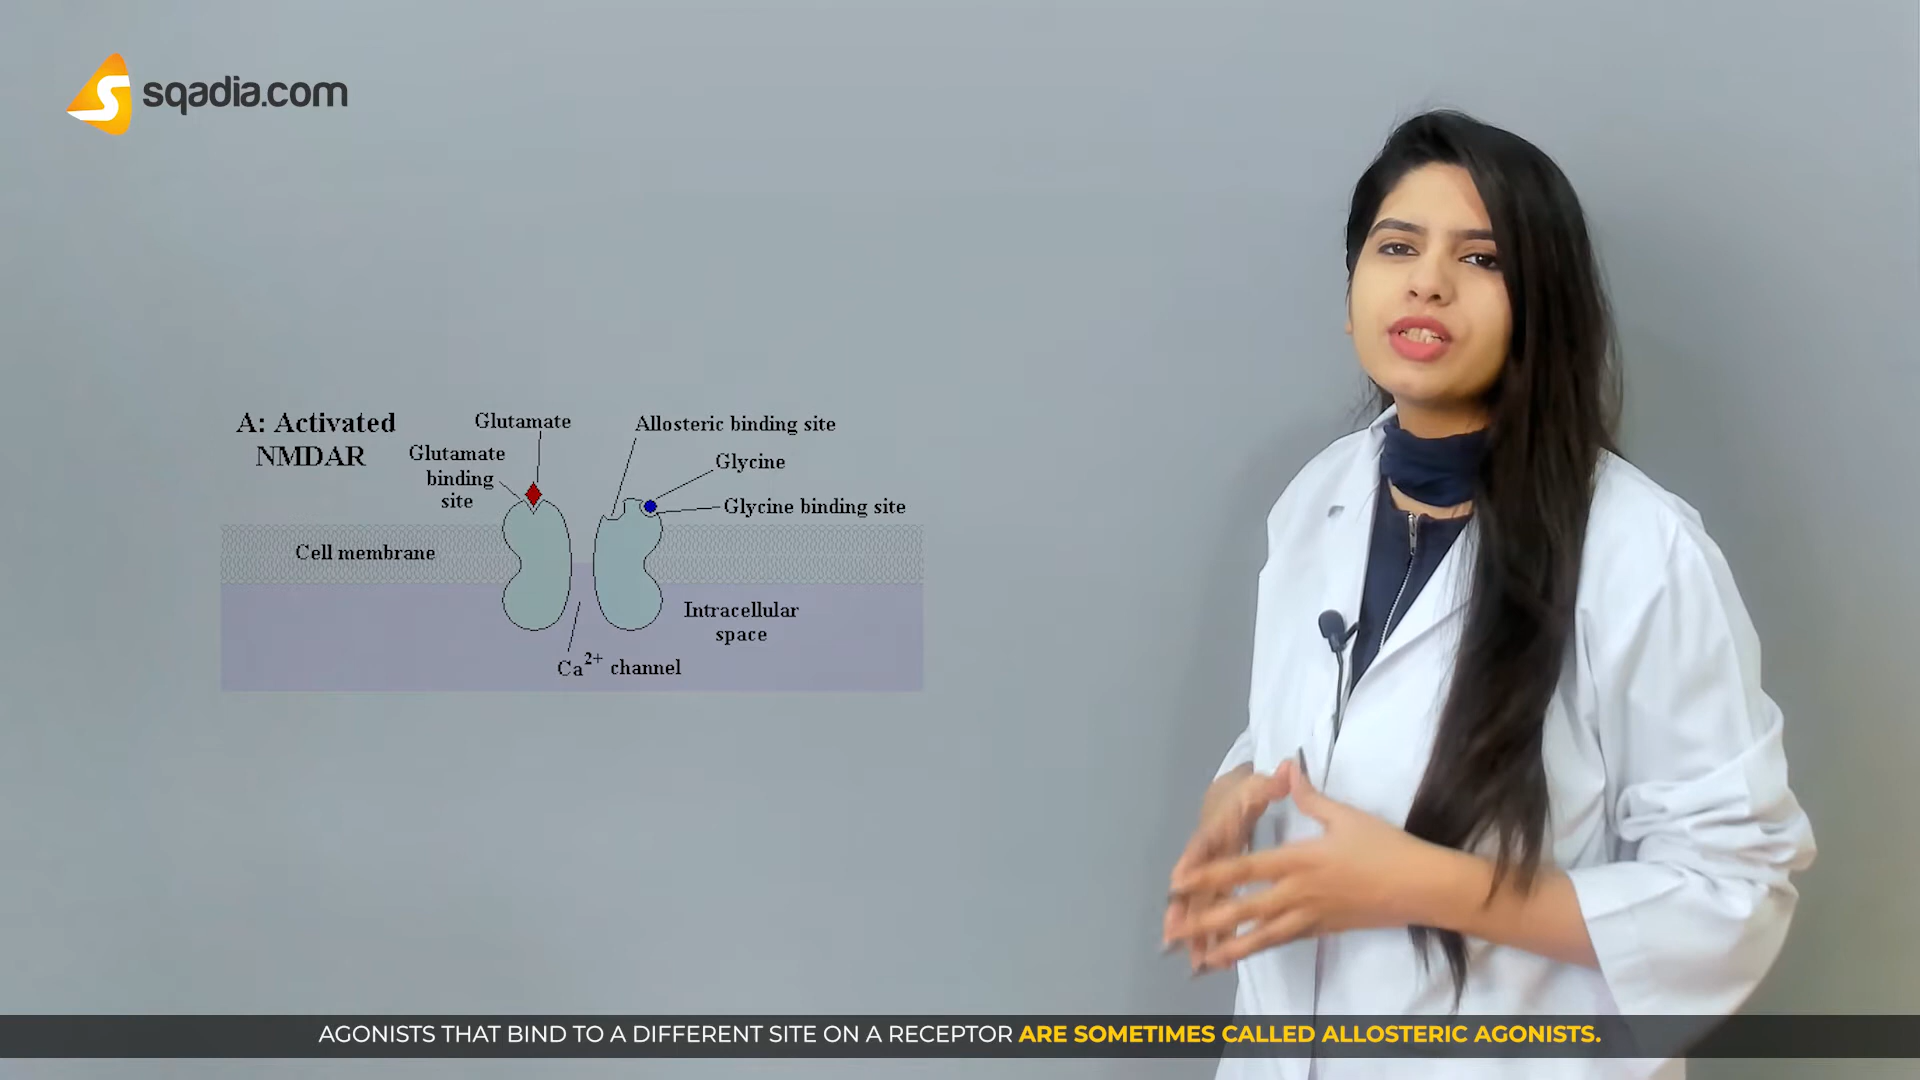 sqadia.com
A: Activated
NMDAR
Glutamate
Glutamate
binding
site
Allosteric binding site
Glycine
Glycine binding site
Cell membrane
Intracellular
space
Ca2+ channel
AGONISTS THAT BIND TO A DIFFERENT SITE ON A RECEPTOR ARE SOMETIMES CALLED ALLOSTERIC AGONISTS.